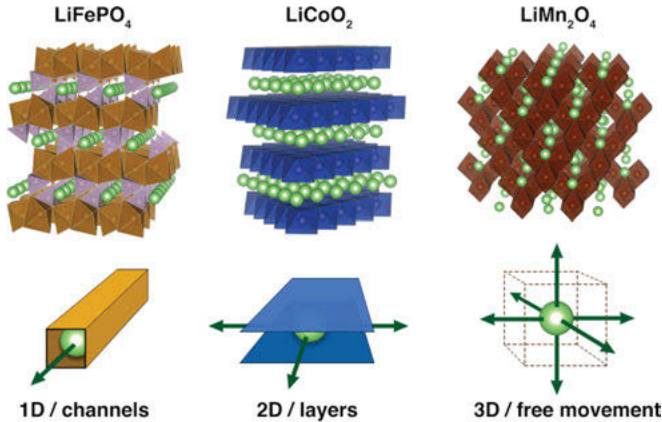 LiFePO₄
LiCoO₂
LiMn₂O₄
1D / channels
2D / layers
3D / free movement